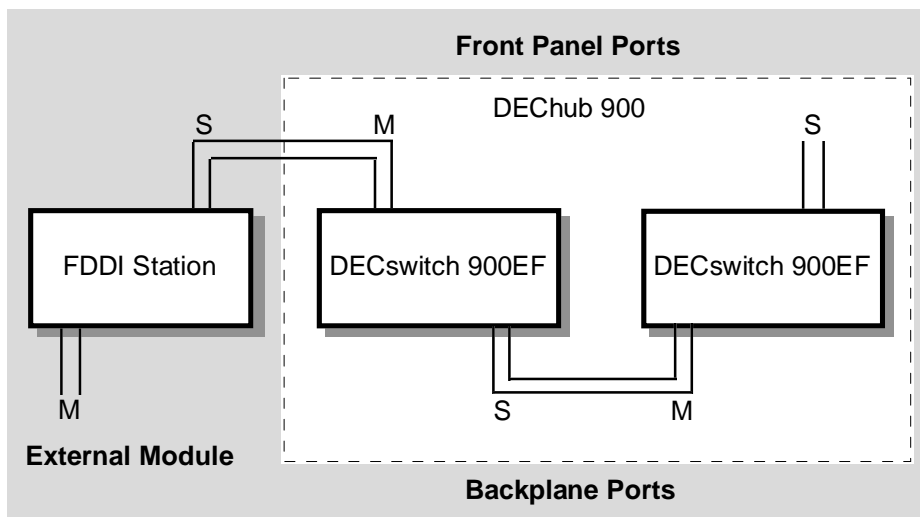 Front Panel Ports
DEChub 900
S
M
S
FDDI Station
DECswitch 900EF
DECswitch 900EF
M
S
M
External Module
Backplane Ports